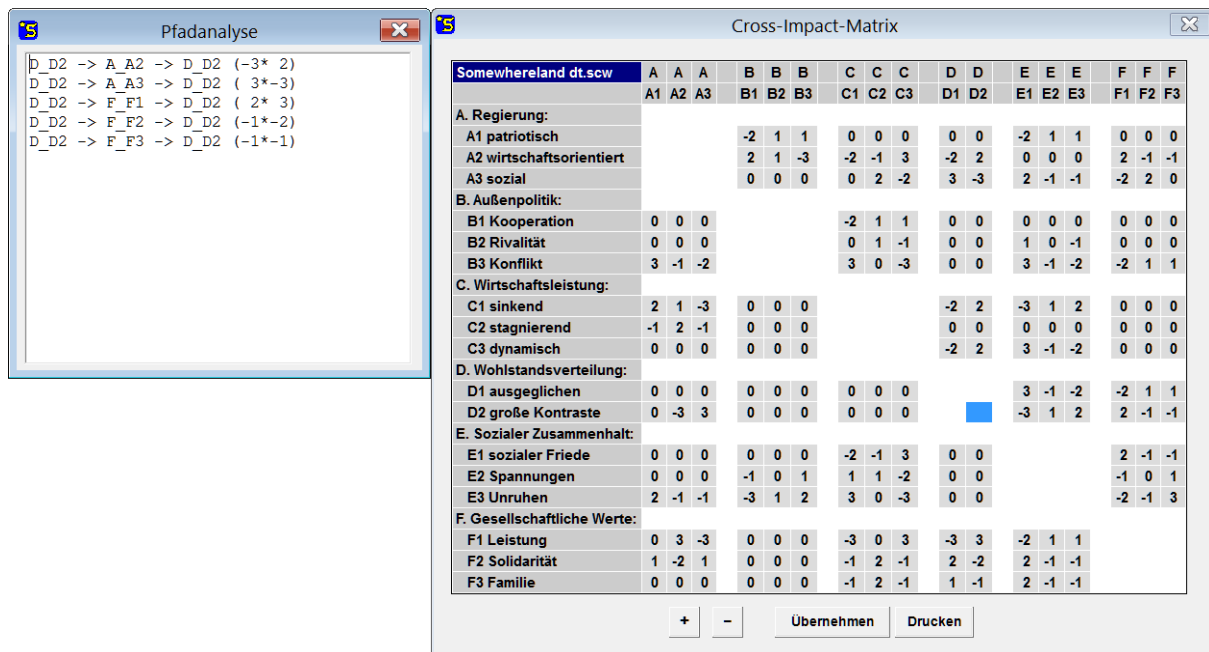 Pfadanalyse
D_D2 -> A_A2 -> D_D2 (-3* 2)
D_D2 -> A_A3 -> D_D2 ( 3*-3)
D_D2 -> F_F1 -> D_D2 ( 2* 3)
D_D2 -> F_F2 -> D_D2 (-1*-2)
D_D2 -> F_F3 -> D_D2 (-1*-1)
Cross-Impact-Matrix
Somewhereland dt.scw A A A B B B C C C D D E E E F F F
A1 A2 A3 B1 B2 B3 C1 C2 C3 D1 D2 E1 E2 E3 F1 F2 F3
A. Regierung:
A1 patriotisch -2 1 1 0 0 0 0 0 -2 1 1 0 0 0
A2 wirtschaftsorientiert 2 1 -3 -2 -1 3 -2 2 0 0 0 2 -1 -1
A3 sozial 0 0 0 0 2 -2 3 -3 2 -1 -1 -2 2 0
B. Außenpolitik:
B1 Kooperation 0 0 0 -2 1 1 0 0 0 0 0 0 0 0
B2 Rivalität 0 0 0 0 1 -1 0 0 1 0 -1 0 0 0
B3 Konflikt 3 -1 -2 3 0 -3 0 0 3 -1 -2 -2 1 1
C. Wirtschaftsleistung:
C1 sinkend 2 1 -3 0 0 0 -2 2 -3 1 2 0 0 0
C2 stagnierend -1 2 -1 0 0 0 0 0 0 0 0 0 0 0
C3 dynamisch 0 0 0 0 0 0 -2 2 3 -1 -2 0 0 0
D. Wohlstandsverteilung:
D1 ausgeglichen 0 0 0 0 0 0 0 0 0 3 -1 -2 -2 1 1
D2 große Kontraste 0 -3 3 0 0 0 0 0 0 -3 1 2 2 -1 -1
E. Sozialer Zusammenhalt:
E1 sozialer Friede 0 0 0 0 0 0 -2 -1 3 0 0 2 -1 -1
E2 Spannungen 0 0 0 -1 0 1 1 1 -2 0 0 -1 0 1
E3 Unruhen 2 -1 -1 -3 1 2 3 0 -3 0 0 -2 -1 3
F. Gesellschaftliche Werte:
F1 Leistung 0 3 -3 0 0 0 -3 0 3 -3 3 -2 1 1
F2 Solidarität 1 -2 1 0 0 0 -1 2 -1 2 -2 2 -1 -1
F3 Familie 0 0 0 0 0 0 -1 2 -1 1 -1 2 -1 -1
+ − Übernehmen Drucken